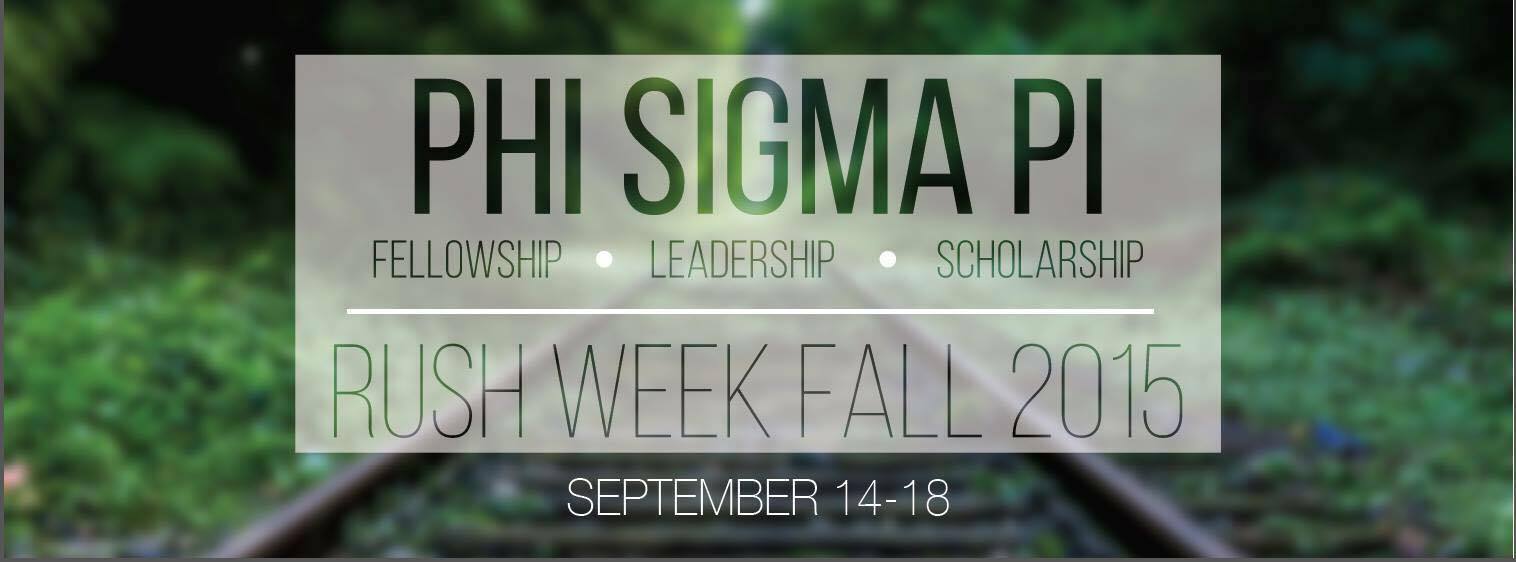 PHI SIGMA PI
FELLOWSHIP • LEADERSHIP • SCHOLARSHIP
RUSH WEEK FALL 2015
SEPTEMBER 14-18